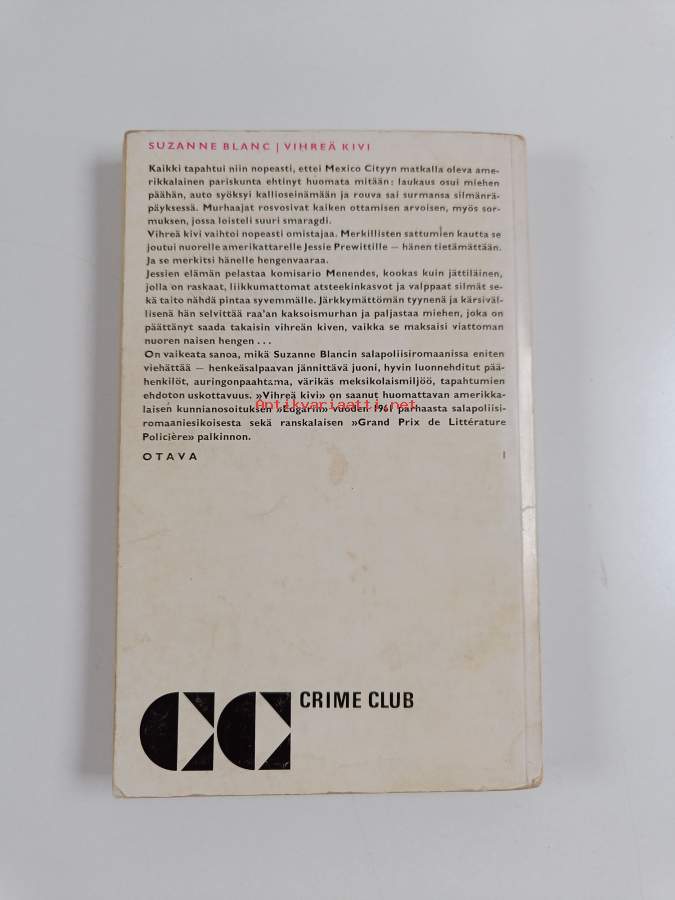 SUZANNE BLANC | VIHREÄ KIVI
Kaikki tapahtui niin nopeasti, ettei Mexico Cityyn matkalla oleva ame-
rikkalainen pariskunta ehtinyt huomata mitään: laukaus osui miehen
päähän, auto syöksyi kallioseinämään ja rouva sai surmansa silmänrä-
päyksessä. Murhaajat rosvosivat kaiken ottamisen arvoisen, myös sor-
muksen, jossa loisteli suuri smaragdi.
Vihreä kivi vaihtoi nopeasti omistajaa. Merkillisten sattumien kautta se
joutui nuorelle amerikattarelle Jessie Prewittille — hänen tietämättään.
Ja se merkitsi hänelle hengenvaaraa.
Jessien elämän pelastaa komisario Menendes, kookas kuin jättiläinen,
jolla on raskaat, liikkumattomat atsteekinkasvot ja valppaat silmät se-
kä taito nähdä pintaa syvemmälle. Järkkymättömän tyynenä ja kärsiväl-
lisenä hän selvittää raa'an kaksoismurhan ja paljastaa miehen, joka on
päättänyt saada takaisin vihreän kiven, vaikka se maksaisi viattoman
nuoren naisen hengen . . .
On vaikeata sanoa, mikä Suzanne Blancin salapoliisiromaanissa eniten
viehättää — henkeäsalpaavan jännittävä juoni, hyvin luonnehditut pää-
henkilöt, auringonpaahtama, värikäs meksikolaismiljöö, tapahtumien
ehdoton uskottavuus. »Vihreä kivi» on saanut huomattavan amerikka-
laisen kunnianosoituksen »Edgarin» vuoden 1961 parhaasta salapoliisi-
romaaniesikoisesta sekä ranskalaisen »Grand Prix de Littérature
Policière» palkinnon.
OTAVA 1
Antikvariaatti.net
CC CRIME CLUB